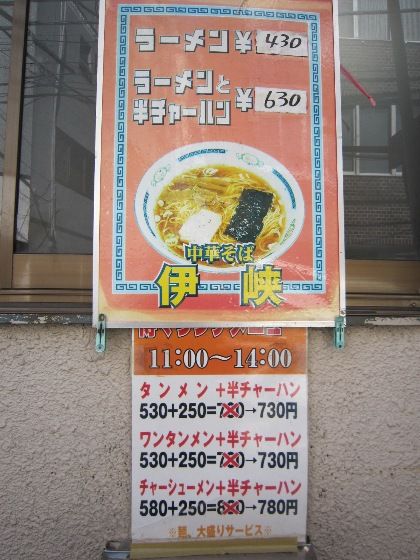 ラーメン ¥430
ラーメンと
半チャーハン ¥630
中華そば
伊 峡
11:00～14:00
タンメン+半チャーハン
530+250=780→730円
ワンタンメン+半チャーハン
530+250=780→730円
チャーシューメン+半チャーハン
580+250=830→780円
※麺、大盛りサービス※